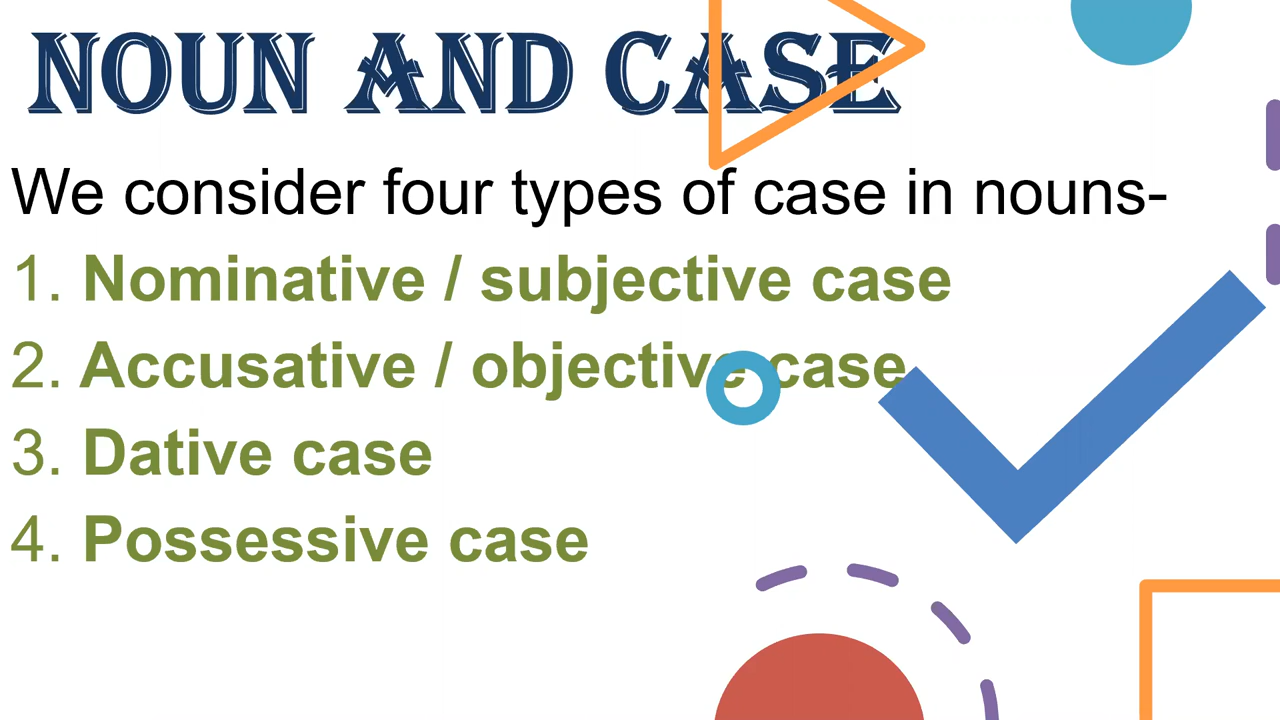 NOUN AND CASE
We consider four types of case in nouns-
1. Nominative / subjective case
2. Accusative / objective case
3. Dative case
4. Possessive case